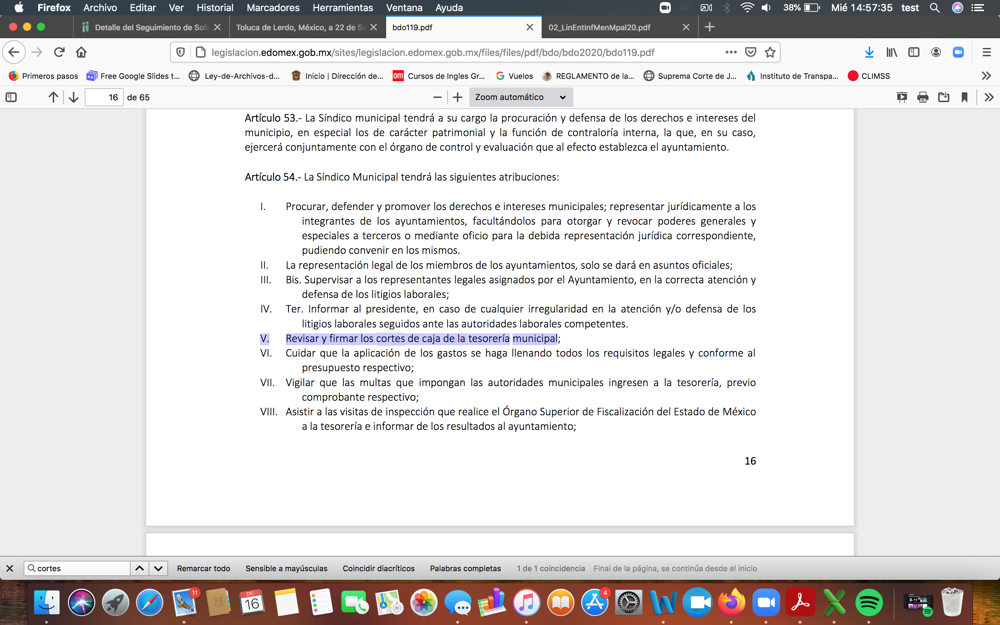 Firefox Archivo Editar Ver Historial Marcadores Herramientas Ventana Ayuda 38% Mié 14:57:35 test
Detalle del Seguimiento de Soli Toluca de Lerdo, México, a 22 de Se bdo119.pdf 02_LinEntInfMenMpal20.pdf
legislacion.edomex.gob.mx/sites/legislacion.edomex.gob.mx/files/files/pdf/bdo/bdo2020/bdo119.pdf
Primeros pasos Free Google Slides t... Ley-de-Archivos-d... Inicio | Dirección de... om Cursos de Ingles Gr... Vuelos REGLAMENTO de la... Suprema Corte de J... Instituto de Transpa... CLIMSS
16 de 65 Zoom automático
Artículo 53.- La Síndico municipal tendrá a su cargo la procuración y defensa de los derechos e intereses del
municipio, en especial los de carácter patrimonial y la función de contraloría interna, la que, en su caso,
ejercerá conjuntamente con el órgano de control y evaluación que al efecto establezca el ayuntamiento.
Artículo 54.- La Síndico Municipal tendrá las siguientes atribuciones:
I. Procurar, defender y promover los derechos e intereses municipales; representar jurídicamente a los
integrantes de los ayuntamientos, facultándolos para otorgar y revocar poderes generales y
especiales a terceros o mediante oficio para la debida representación jurídica correspondiente,
pudiendo convenir en los mismos.
II. La representación legal de los miembros de los ayuntamientos, solo se dará en asuntos oficiales;
III. Bis. Supervisar a los representantes legales asignados por el Ayuntamiento, en la correcta atención y
defensa de los litigios laborales;
IV. Ter. Informar al presidente, en caso de cualquier irregularidad en la atención y/o defensa de los
litigios laborales seguidos ante las autoridades laborales competentes.
V. Revisar y firmar los cortes de caja de la tesorería municipal;
VI. Cuidar que la aplicación de los gastos se haga llenando todos los requisitos legales y conforme al
presupuesto respectivo;
VII. Vigilar que las multas que impongan las autoridades municipales ingresen a la tesorería, previo
comprobante respectivo;
VIII. Asistir a las visitas de inspección que realice el Órgano Superior de Fiscalización del Estado de México
a la tesorería e informar de los resultados al ayuntamiento;
16
cortes Remarcar todo Sensible a mayúsculas Coincidir diacríticos Palabras completas 1 de 1 coincidencia Final de la página, se continúa desde el inicio
11 DIC 16 3D 4